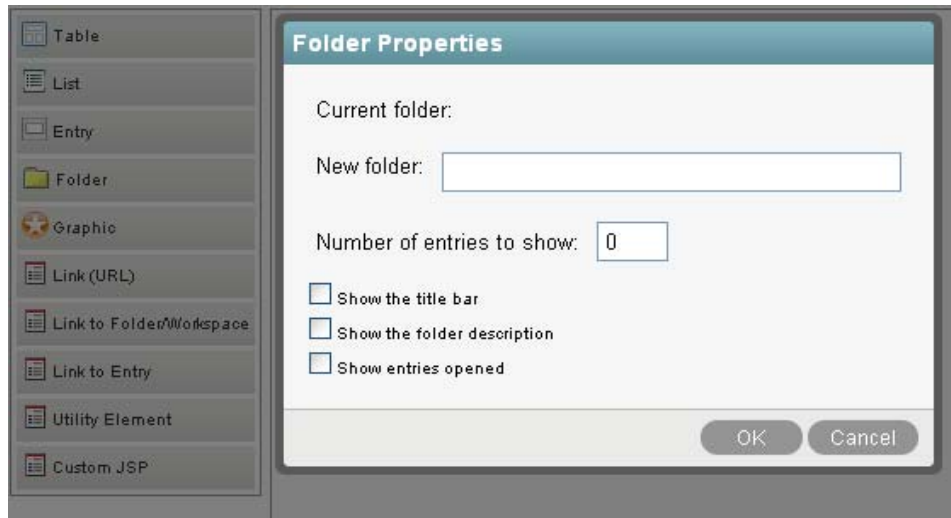 Table
List
Entry
Folder
Graphic
Link (URL)
Link to Folder/Workspace
Link to Entry
Utility Element
Custom JSP
Folder Properties
Current folder:
New folder:
Number of entries to show: 0
Show the title bar
Show the folder description
Show entries opened
OK Cancel